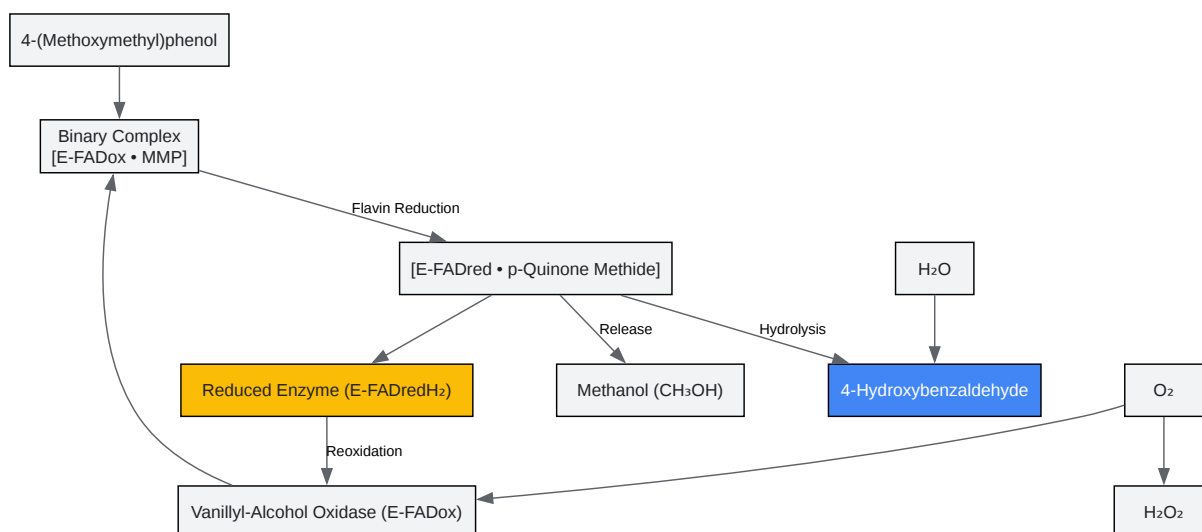 4-(Methoxymethyl)phenol
Binary Complex
[E-FADox • MMP]
Flavin Reduction
[E-FADred • p-Quinone Methide]
H₂O
Release
Hydrolysis
Reduced Enzyme (E-FADredH₂)
Methanol (CH₃OH)
4-Hydroxybenzaldehyde
O₂
Reoxidation
Vanillyl-Alcohol Oxidase (E-FADox)
H₂O₂